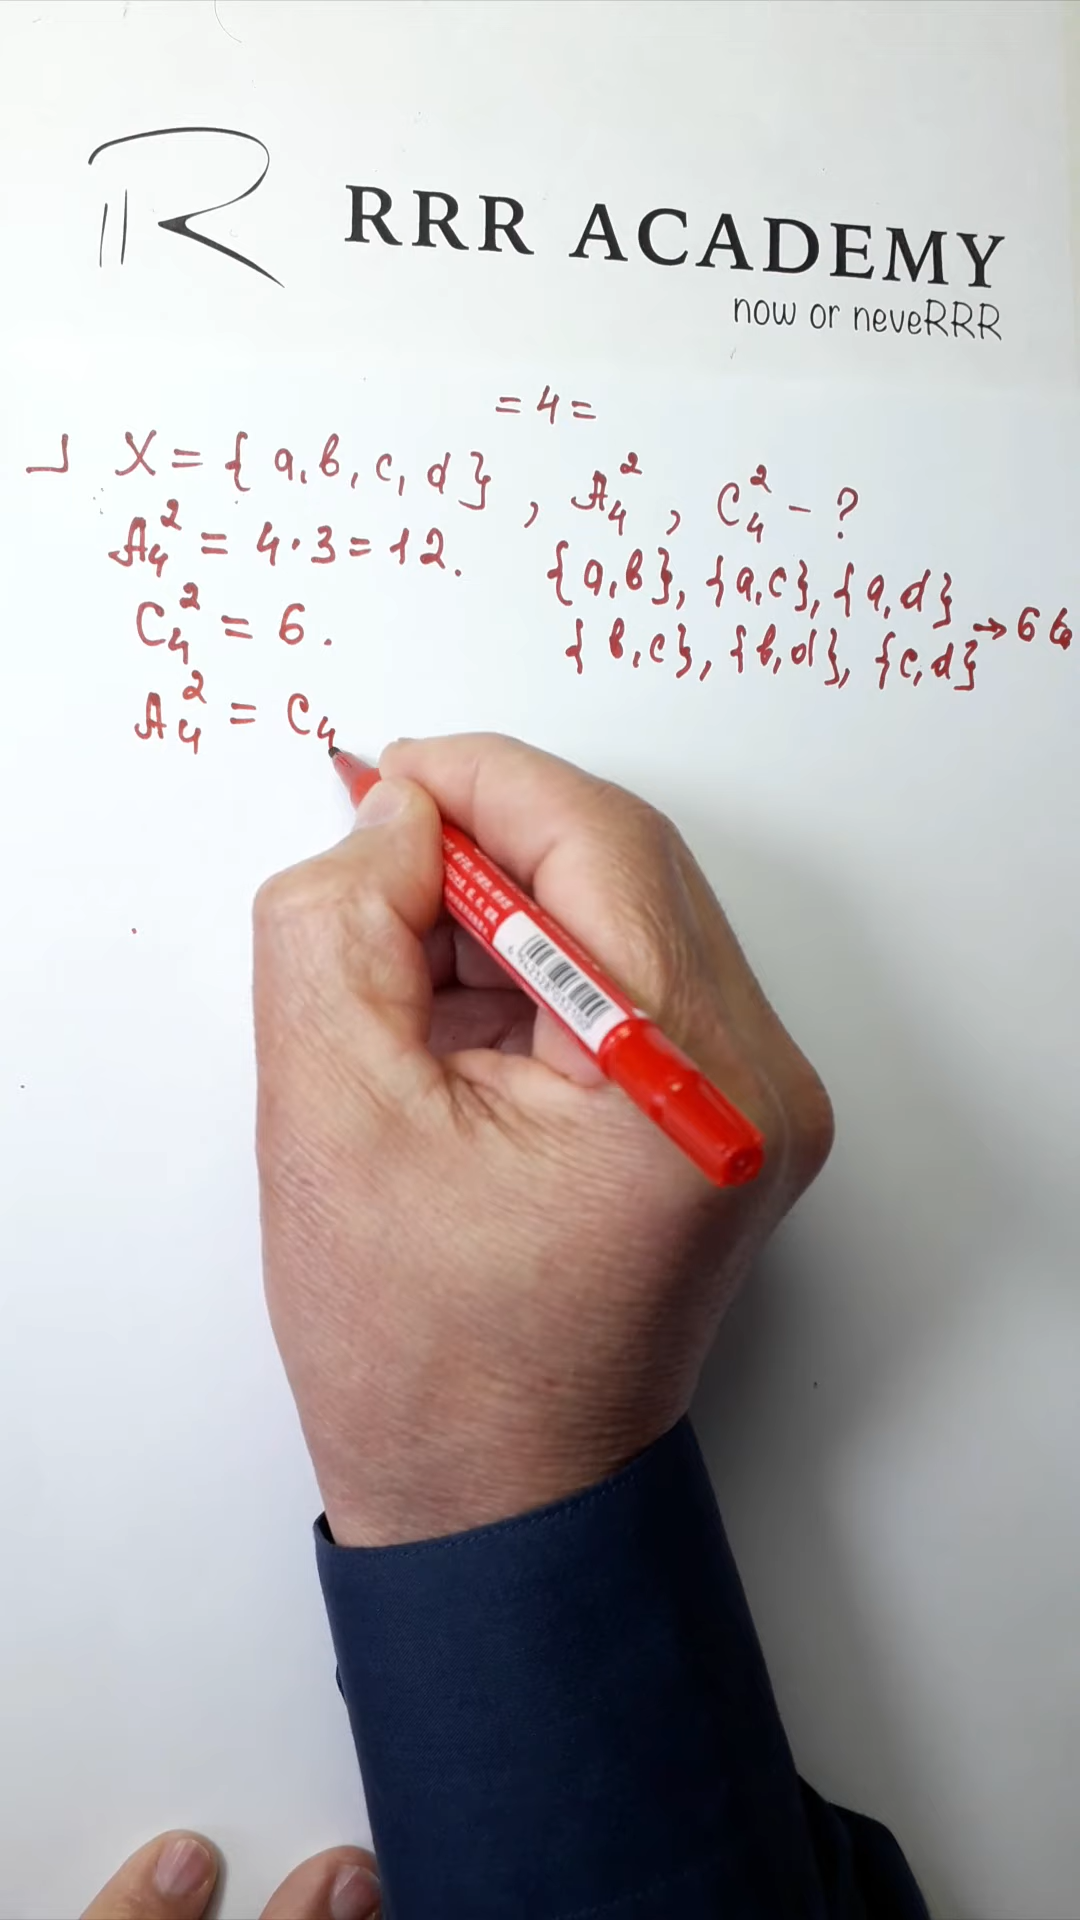 RRR ACADEMY
now or neveRRR
= 4 =
X = { a, b, c, d } , A₄² , C₄² - ?
A₄² = 4 · 3 = 12.
{a,b}, {a,c}, {a,d}
C₄² = 6.
{b,c}, {b,d}, {c,d} → 6
A₄² = C₄